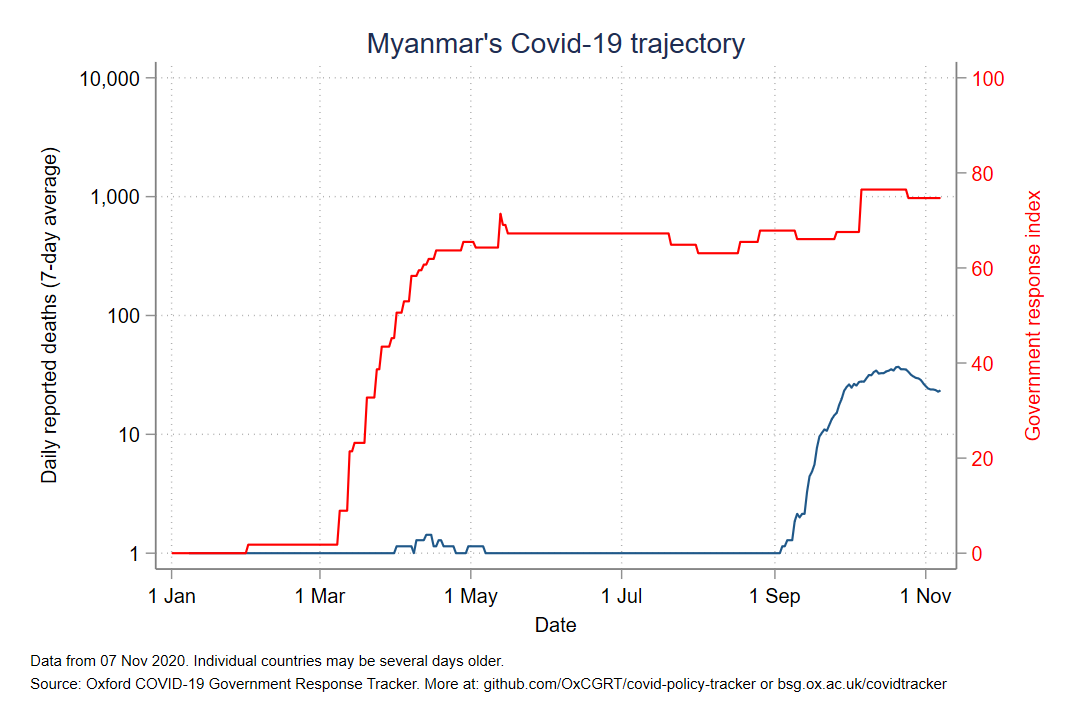 Myanmar's Covid-19 trajectory
Daily reported deaths (7-day average)
10,000
1,000
100
10
1
100
80
60
40
20
0
Government response index
1 Jan
1 Mar
1 May
1 Jul
1 Sep
1 Nov
Date
Data from 07 Nov 2020. Individual countries may be several days older.
Source: Oxford COVID-19 Government Response Tracker. More at: github.com/OxCGRT/covid-policy-tracker or bsg.ox.ac.uk/covidtracker